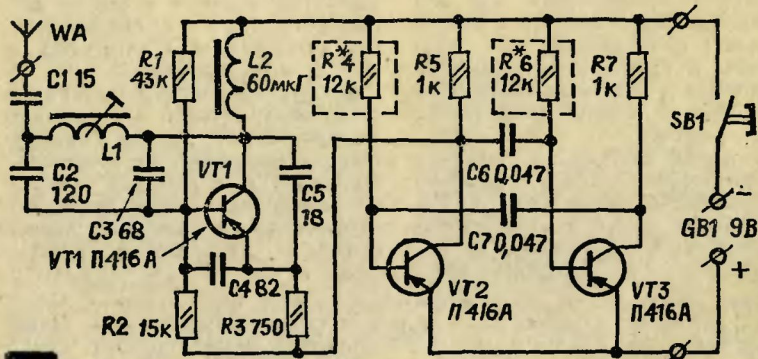 WA
C1 15
R1
43к
L2
60мкГ
R*4
12к
R5
1к
R*6
12к
R7
1к
SB1
L1
C2
120
VT1
C5
18
C6 0,047
C3 68
C7 0,047
GB1 9В
−
+
VT1 П416А
C4 82
VT2
П416А
VT3
П416А
R2 15к
R3 750